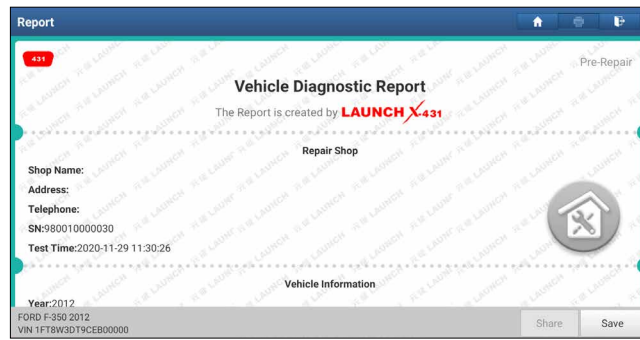 Report
431
Pre-Repair
Vehicle Diagnostic Report
The Report is created by LAUNCH X-431
Repair Shop
Shop Name:
Address:
Telephone:
SN:980010000030
Test Time:2020-11-29 11:30:26
Vehicle Information
Year:2012
FORD F-350 2012
VIN 1FT8W3DT9CEB00000
Share
Save